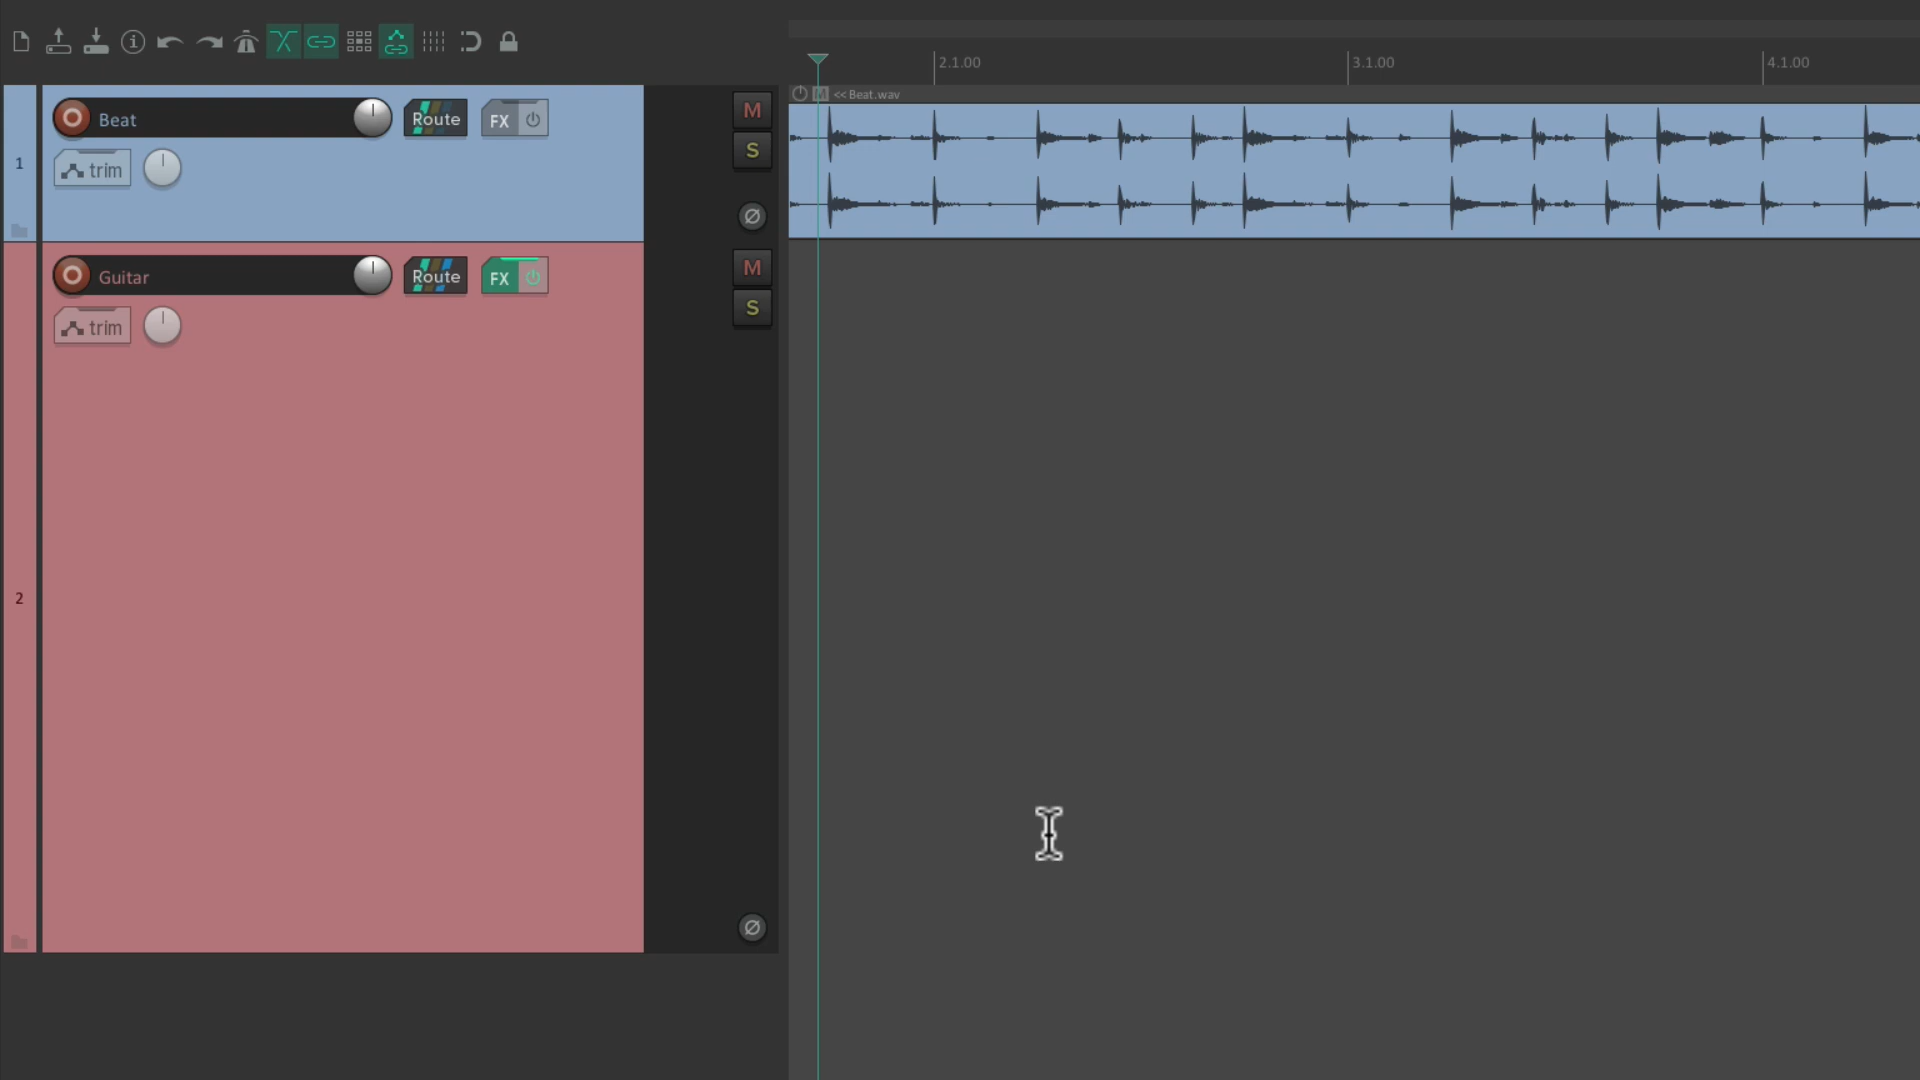 2.1.00 3.1.00 4.1.00
<< Beat.wav
1 Beat Route FX M
trim S
Guitar Route FX M
trim S
2